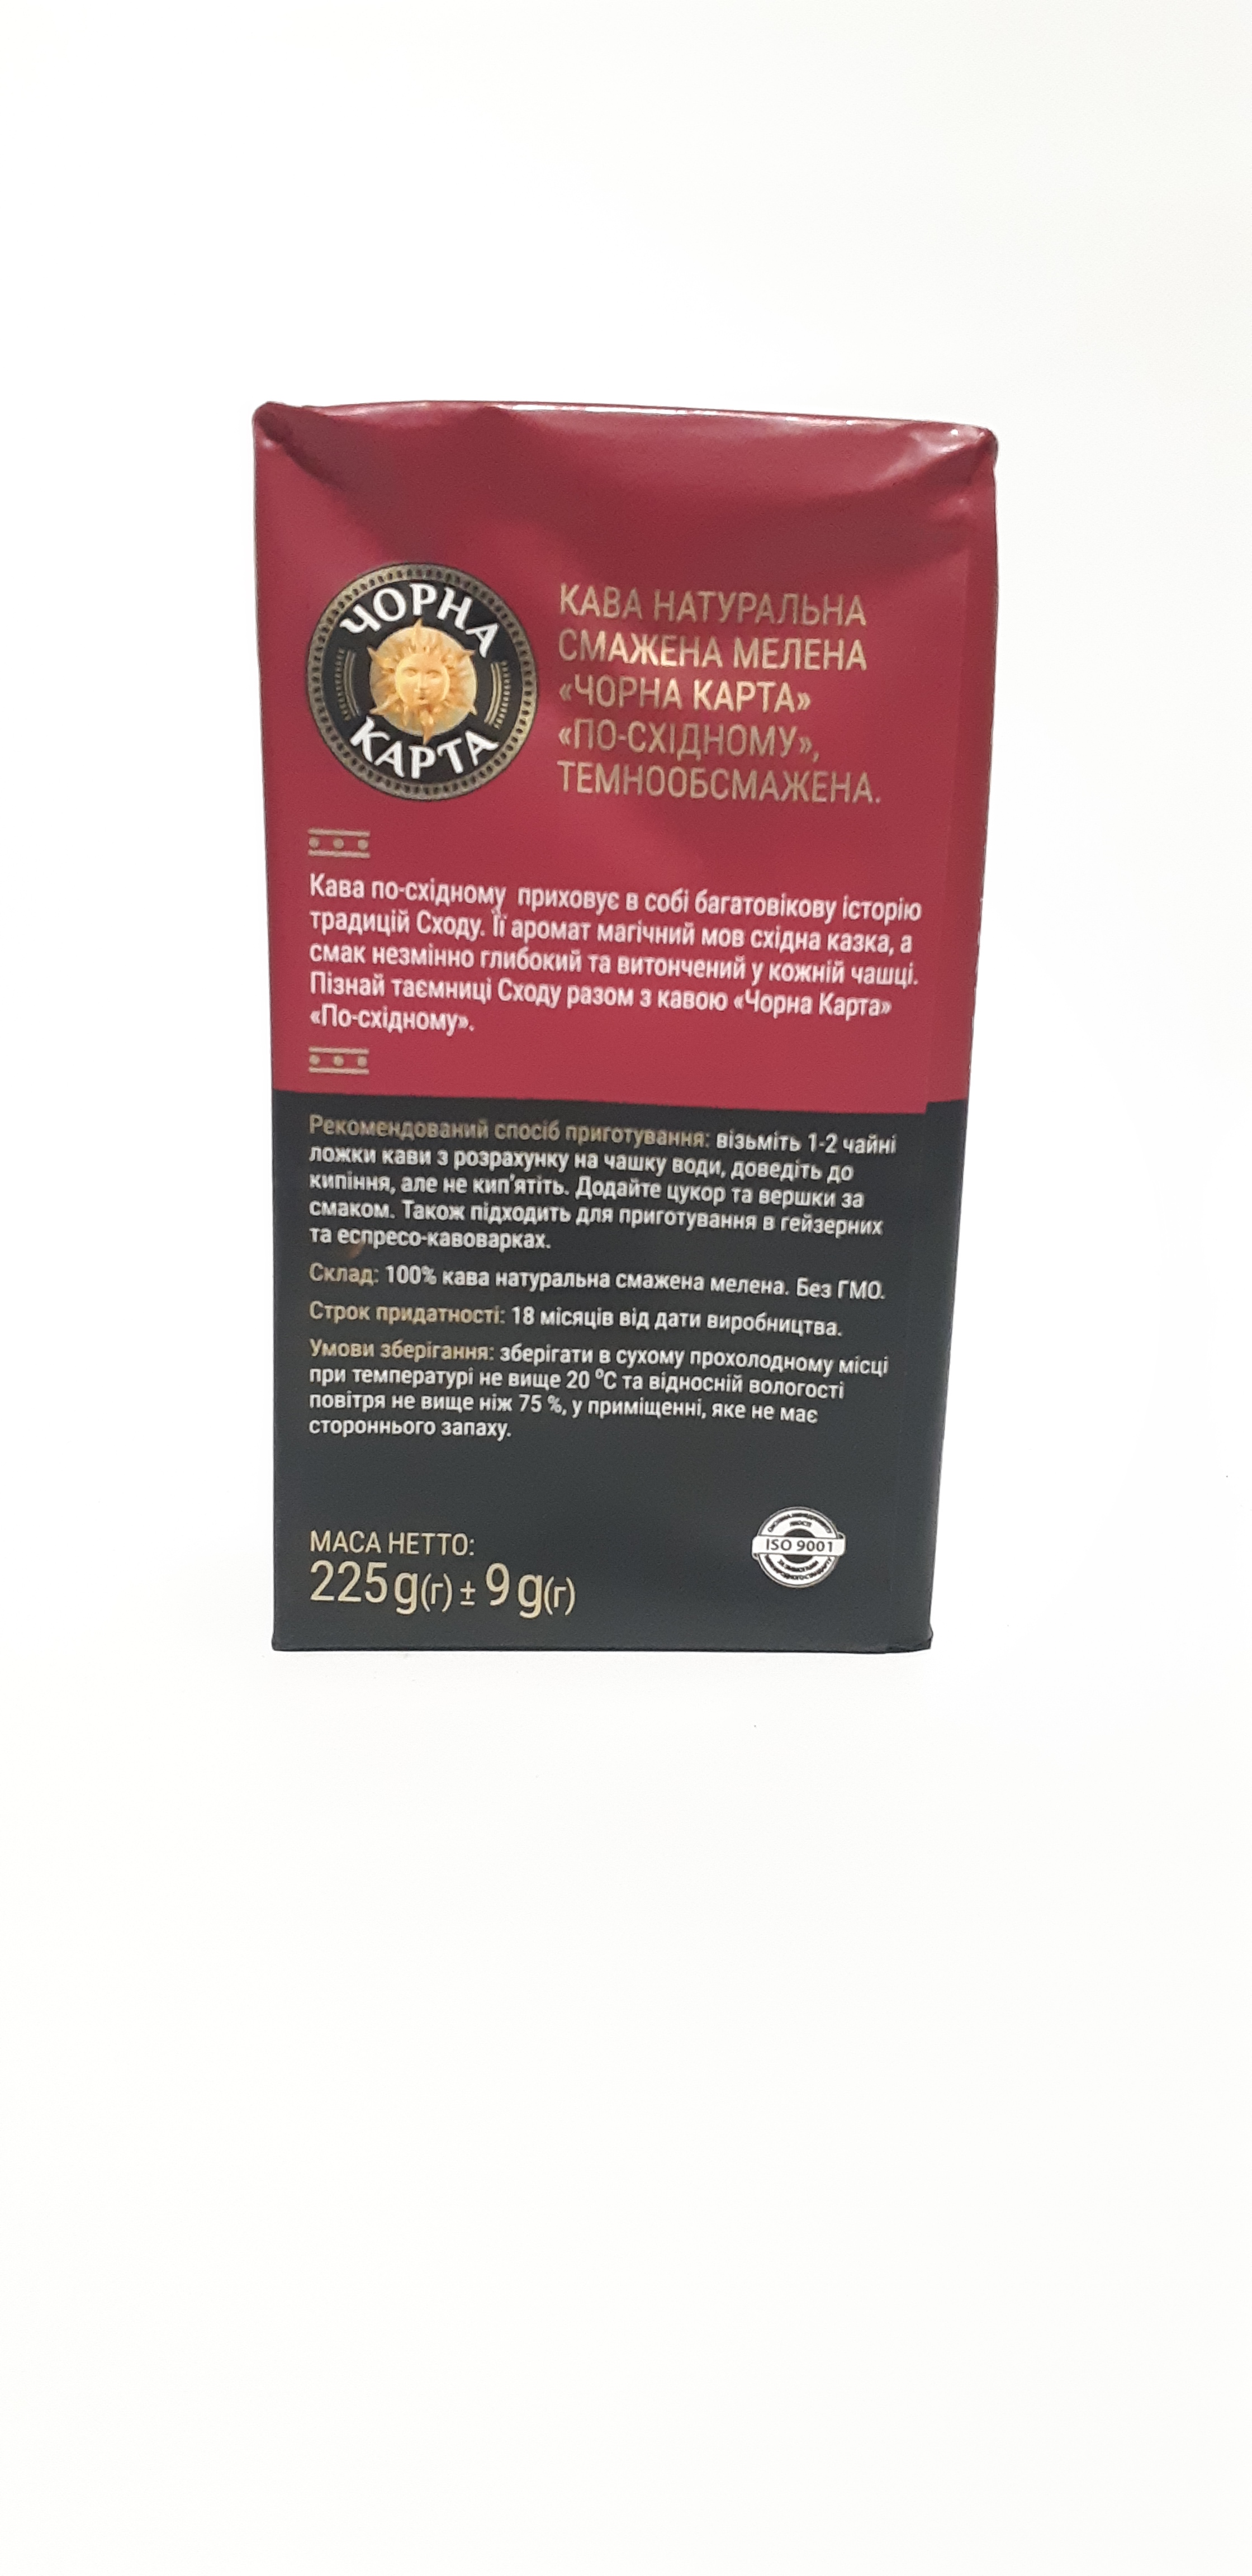 ЧОРНА
КАРТА
КАВА НАТУРАЛЬНА
СМАЖЕНА МЕЛЕНА
«ЧОРНА КАРТА»
«ПО-СХІДНОМУ»,
ТЕМНООБСМАЖЕНА.
Кава по-східному приховує в собі багатовікову історію
традицій Сходу. Її аромат магічний мов східна казка, а
смак незмінно глибокий та витончений у кожній чашці.
Пізнай таємниці Сходу разом з кавою «Чорна Карта»
«По-східному».
Рекомендований спосіб приготування: візьміть 1-2 чайні
ложки кави з розрахунку на чашку води, доведіть до
кипіння, але не кип'ятіть. Додайте цукор та вершки за
смаком. Також підходить для приготування в гейзерних
та еспресо-кавоварках.
Склад: 100% кава натуральна смажена мелена. Без ГМО.
Строк придатності: 18 місяців від дати виробництва.
Умови зберігання: зберігати в сухому прохолодному місці
при температурі не вище 20 ⁰С та відносній вологості
повітря не вище ніж 75 %, у приміщенні, яке не має
стороннього запаху.
МАСА НЕТТО:
225 g(г) ± 9 g(г)
ISO 9001